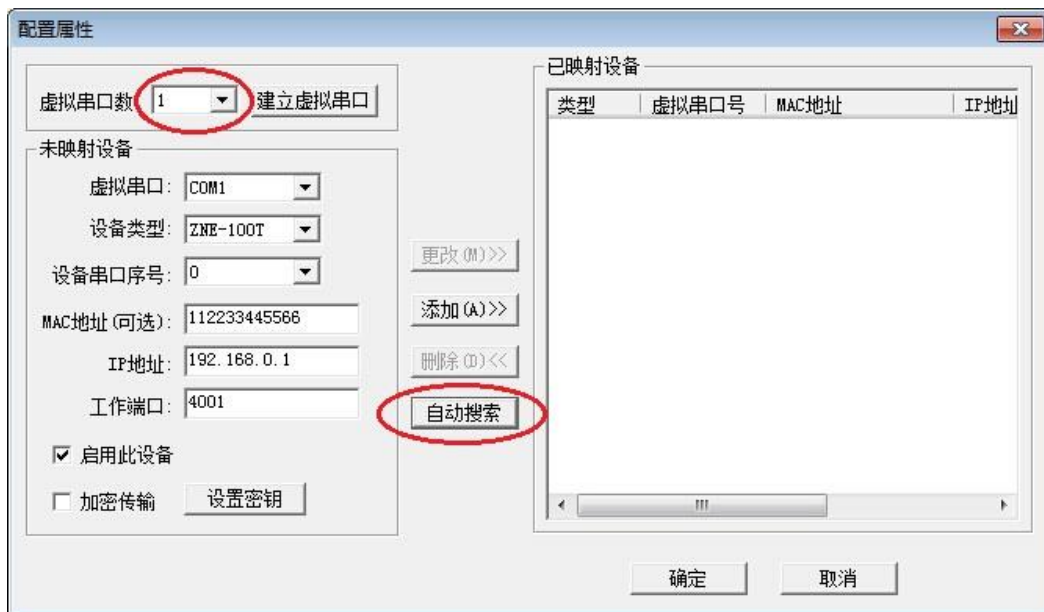 配置属性
虚拟串口数 1 建立虚拟串口
未映射设备
虚拟串口: COM1
设备类型: ZNE-100T
设备串口序号: 0
MAC地址(可选): 112233445566
IP地址: 192.168.0.1
工作端口: 4001
启用此设备
加密传输 设置密钥
更改(M)>>
添加(A)>>
删除(D)<<
自动搜索
已映射设备
类型 虚拟串口号 MAC地址 IP地址
确定 取消